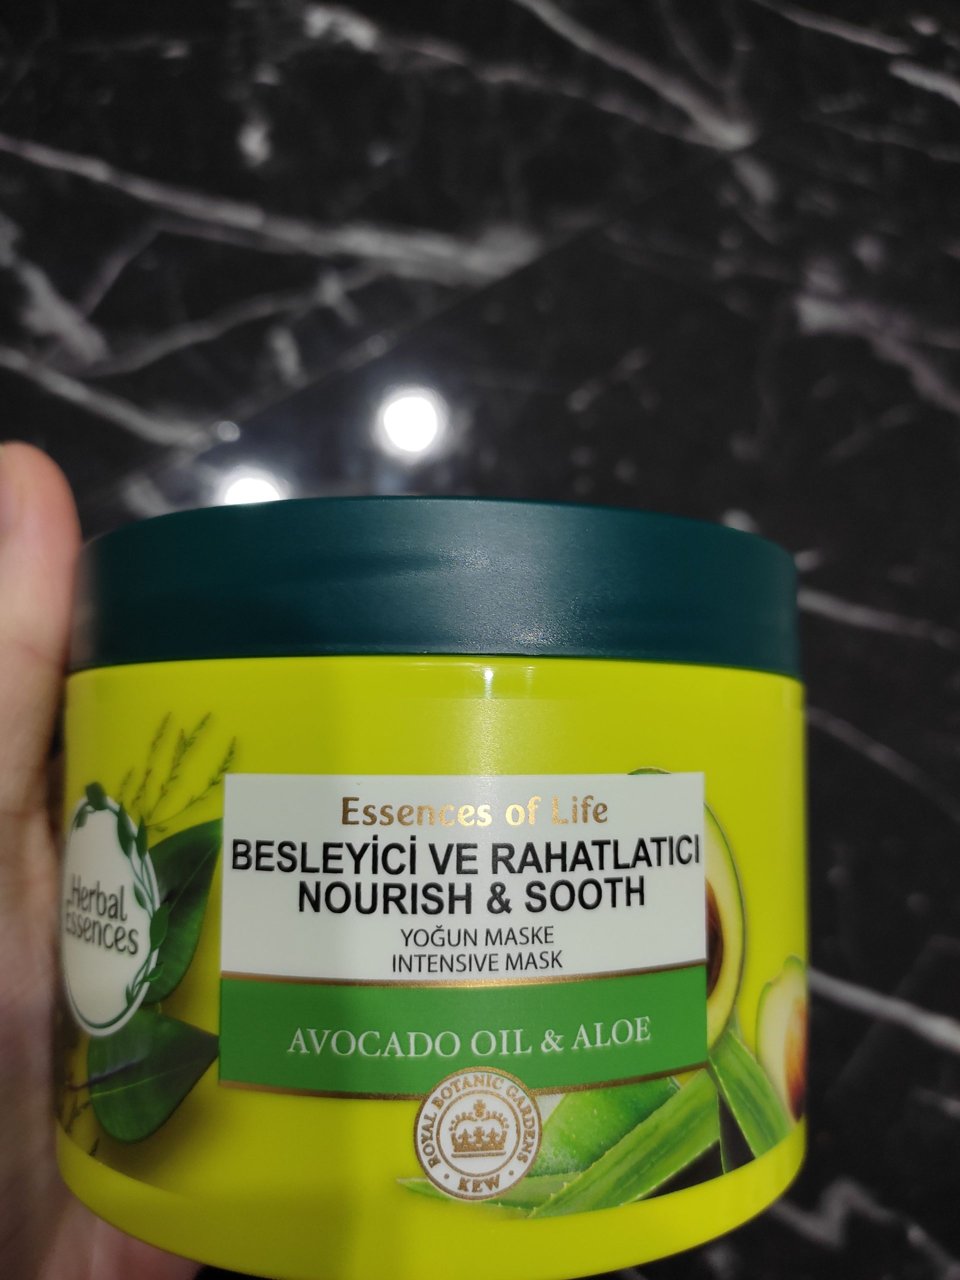 Essences of Life
BESLEYİCİ VE RAHATLATICI
NOURISH & SOOTH
YOĞUN MASKE
INTENSIVE MASK
Herbal
Essences
AVOCADO OIL & ALOE
ROYAL BOTANIC GARDENS
· KEW ·